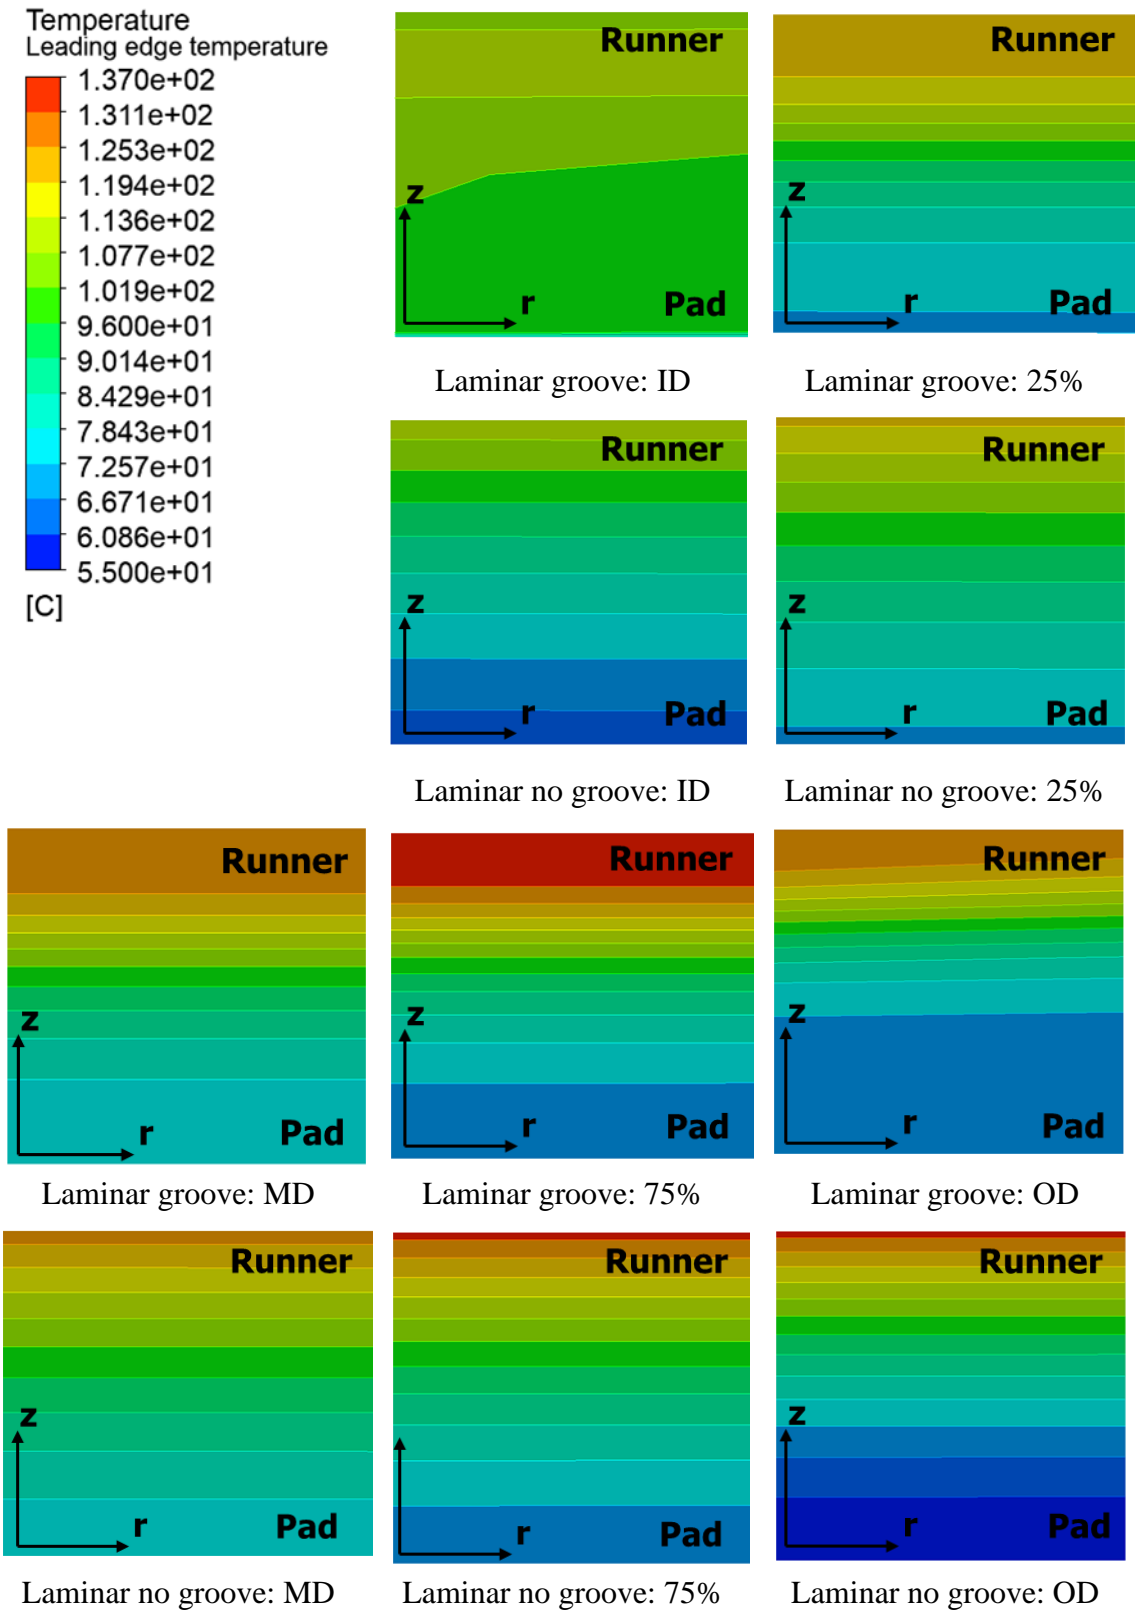 Temperature
Leading edge temperature
1.370e+02
1.311e+02
1.253e+02
1.194e+02
1.136e+02
1.077e+02
1.019e+02
9.600e+01
9.014e+01
8.429e+01
7.843e+01
7.257e+01
6.671e+01
6.086e+01
5.500e+01
[C]
Runner
z
r
Pad
Laminar groove: ID
Runner
z
r
Pad
Laminar groove: 25%
Runner
z
r
Pad
Laminar no groove: ID
Runner
z
r
Pad
Laminar no groove: 25%
Runner
z
r
Pad
Laminar groove: MD
Runner
z
r
Pad
Laminar groove: 75%
Runner
z
r
Pad
Laminar groove: OD
Runner
z
r
Pad
Laminar no groove: MD
Runner
r
Pad
Laminar no groove: 75%
Runner
z
r
Pad
Laminar no groove: OD